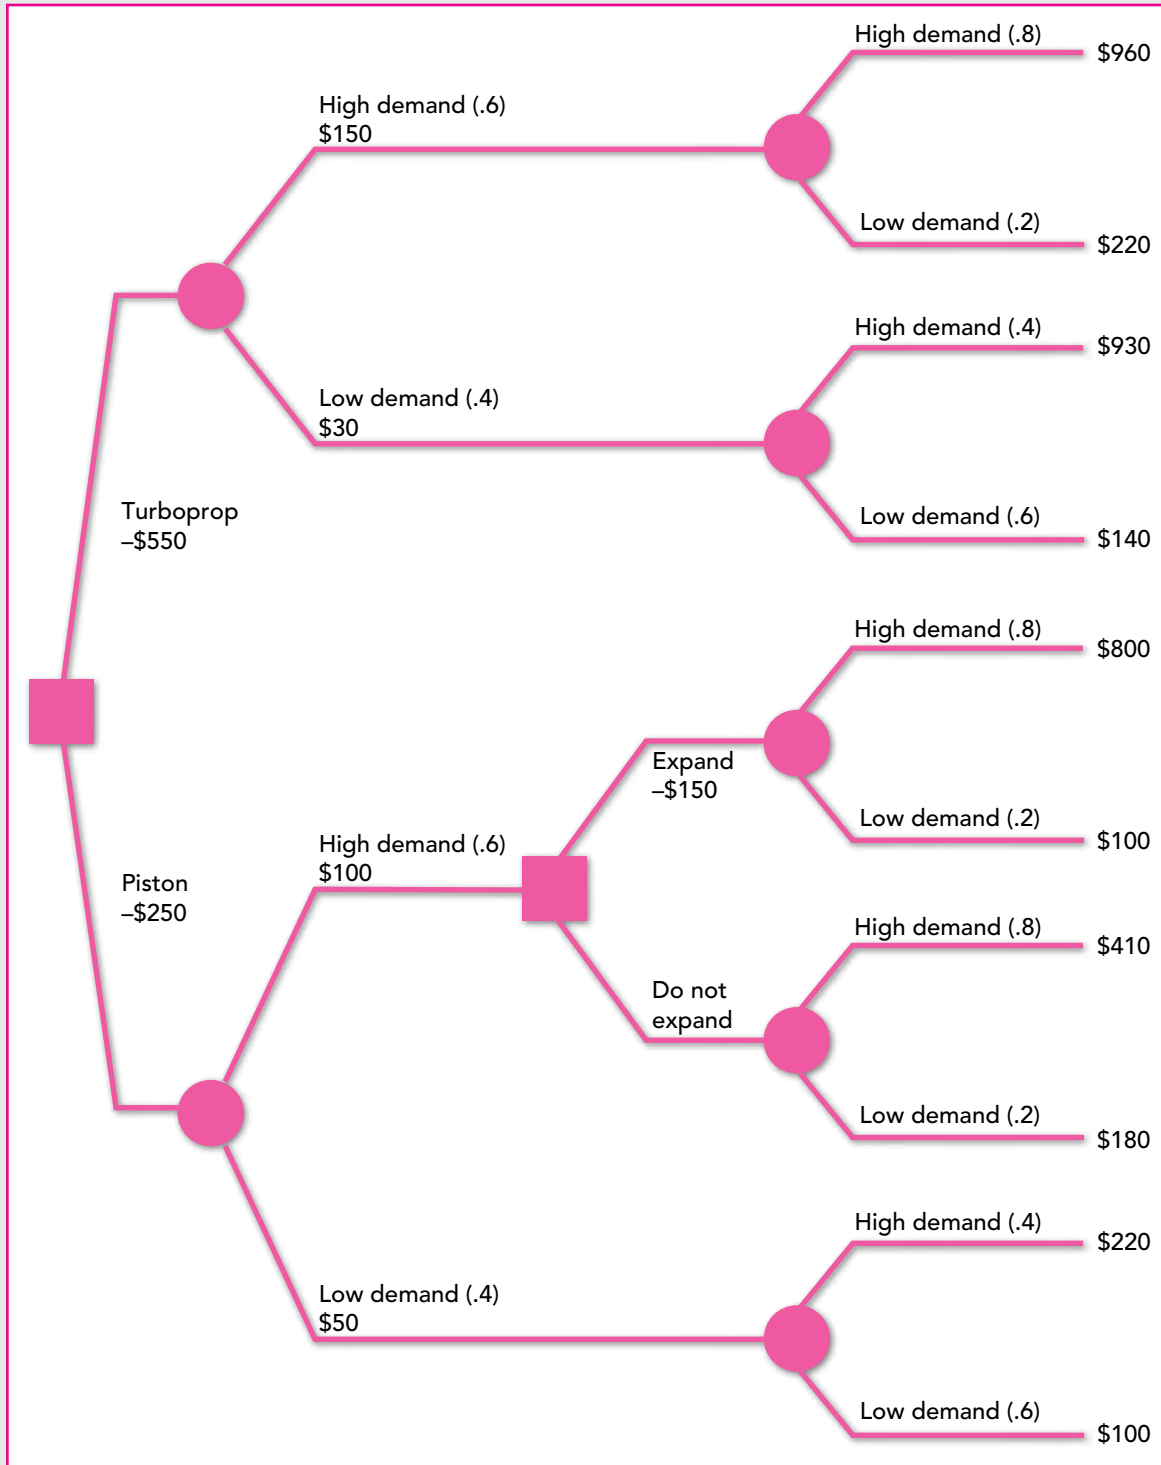 High demand (.8)
$960
High demand (.6)
$150
Low demand (.2)
$220
High demand (.4)
$930
Low demand (.4)
$30
Low demand (.6)
$140
Turboprop
–$550
High demand (.8)
$800
Expand
–$150
Low demand (.2)
$100
High demand (.6)
$100
Piston
–$250
High demand (.8)
$410
Do not
expand
Low demand (.2)
$180
High demand (.4)
$220
Low demand (.4)
$50
Low demand (.6)
$100